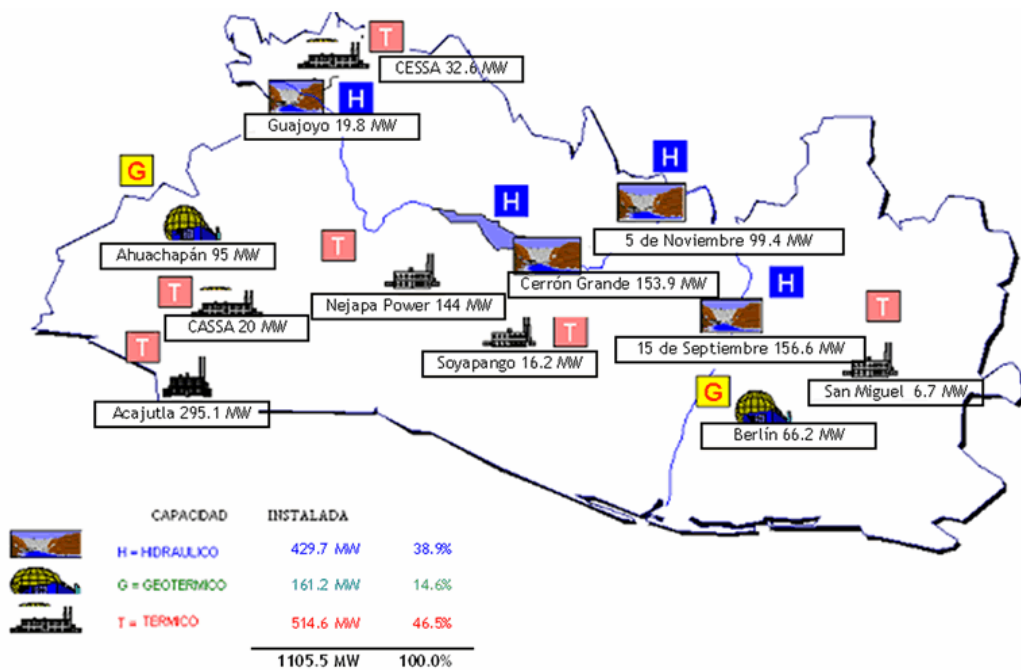 T
CESSA 32.6 MW
H
Guajoyo 19.8 MW
G
Ahuachapán 95 MW
H
5 de Noviembre 99.4 MW
H
Cerrón Grande 153.9 MW
T
Nejapa Power 144 MW
T
CASSA 20 MW
H
15 de Septiembre 156.6 MW
T
Soyapango 16.2 MW
T
San Miguel 6.7 MW
T
Acajutla 295.1 MW
G
Berlín 66.2 MW
CAPACIDAD INSTALADA
H = HIDRAULICO 429.7 MW 38.9%
G = GEOTERMICO 161.2 MW 14.6%
T = TERMICO 514.6 MW 46.5%
1105.5 MW 100.0%